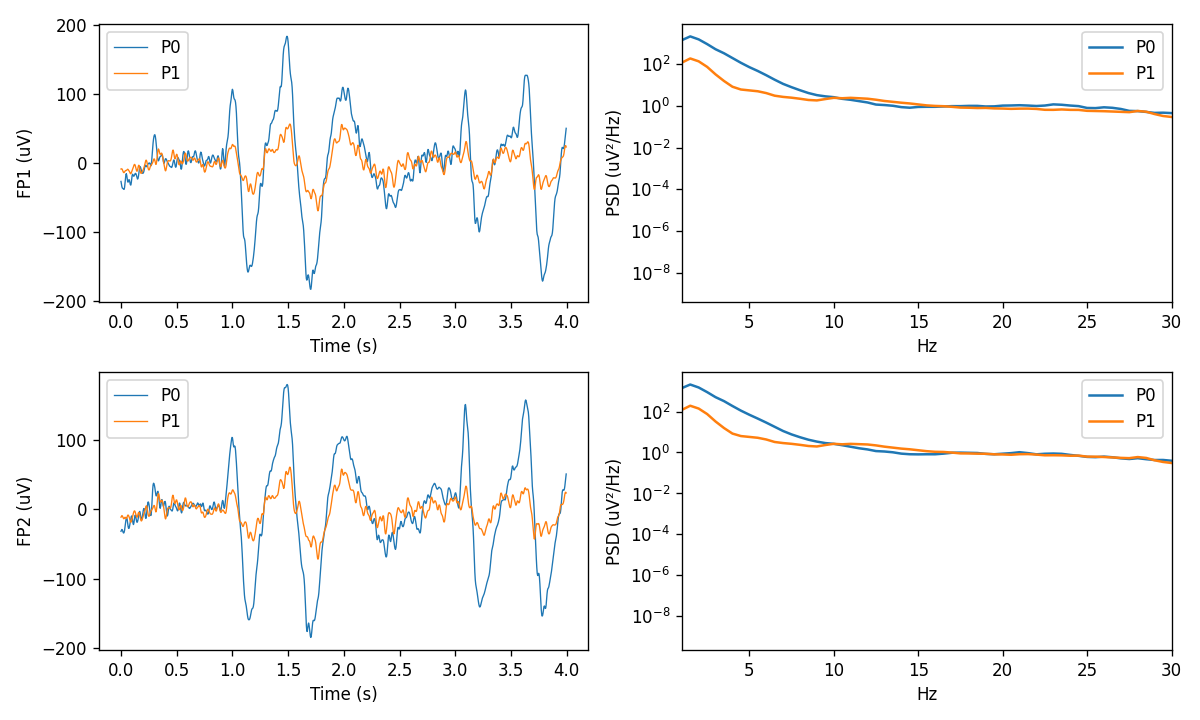 FP1 (uV)
200
100
0
−100
−200
P0
P1
0.0 0.5 1.0 1.5 2.0 2.5 3.0 3.5 4.0
Time (s)
PSD (uV²/Hz)
10²
10⁰
10⁻²
10⁻⁴
10⁻⁶
10⁻⁸
P0
P1
5 10 15 20 25 30
Hz
FP2 (uV)
100
0
−100
−200
P0
P1
0.0 0.5 1.0 1.5 2.0 2.5 3.0 3.5 4.0
Time (s)
PSD (uV²/Hz)
10²
10⁰
10⁻²
10⁻⁴
10⁻⁶
10⁻⁸
P0
P1
5 10 15 20 25 30
Hz